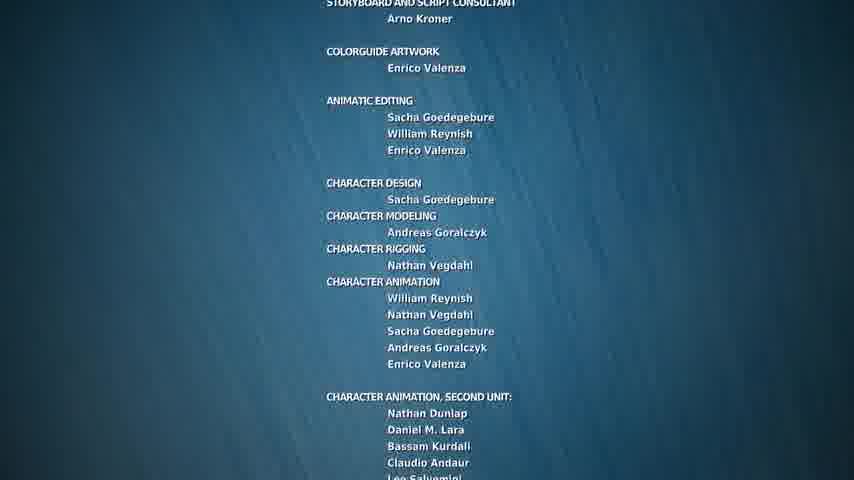 STORYBOARD AND SCRIPT CONSULTANT
Arno Kroner
COLORGUIDE ARTWORK
Enrico Valenza
ANIMATIC EDITING
Sacha Goedegebure
William Reynish
Enrico Valenza
CHARACTER DESIGN
Sacha Goedegebure
CHARACTER MODELING
Andreas Goralczyk
CHARACTER RIGGING
Nathan Vegdahl
CHARACTER ANIMATION
William Reynish
Nathan Vegdahl
Sacha Goedegebure
Andreas Goralczyk
Enrico Valenza
CHARACTER ANIMATION, SECOND UNIT:
Nathan Dunlap
Daniel M. Lara
Bassam Kurdali
Claudio Andaur
Leo Salvemini